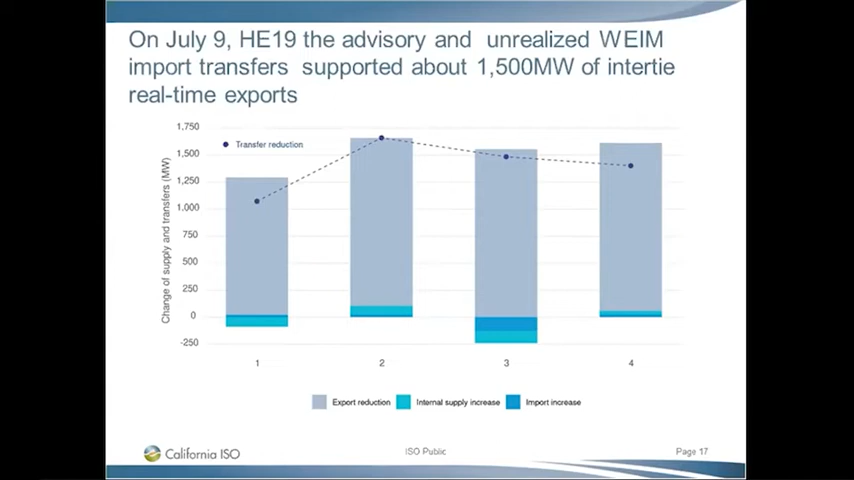 On July 9, HE19 the advisory and unrealized WEIM
import transfers supported about 1,500MW of intertie
real-time exports
1,750
Transfer reduction
1,500
1,250
1,000
750
500
250
0
-250
Change of supply and transfers (MW)
1 2 3 4
Export reduction Internal supply increase Import increase
California ISO ISO Public Page 17